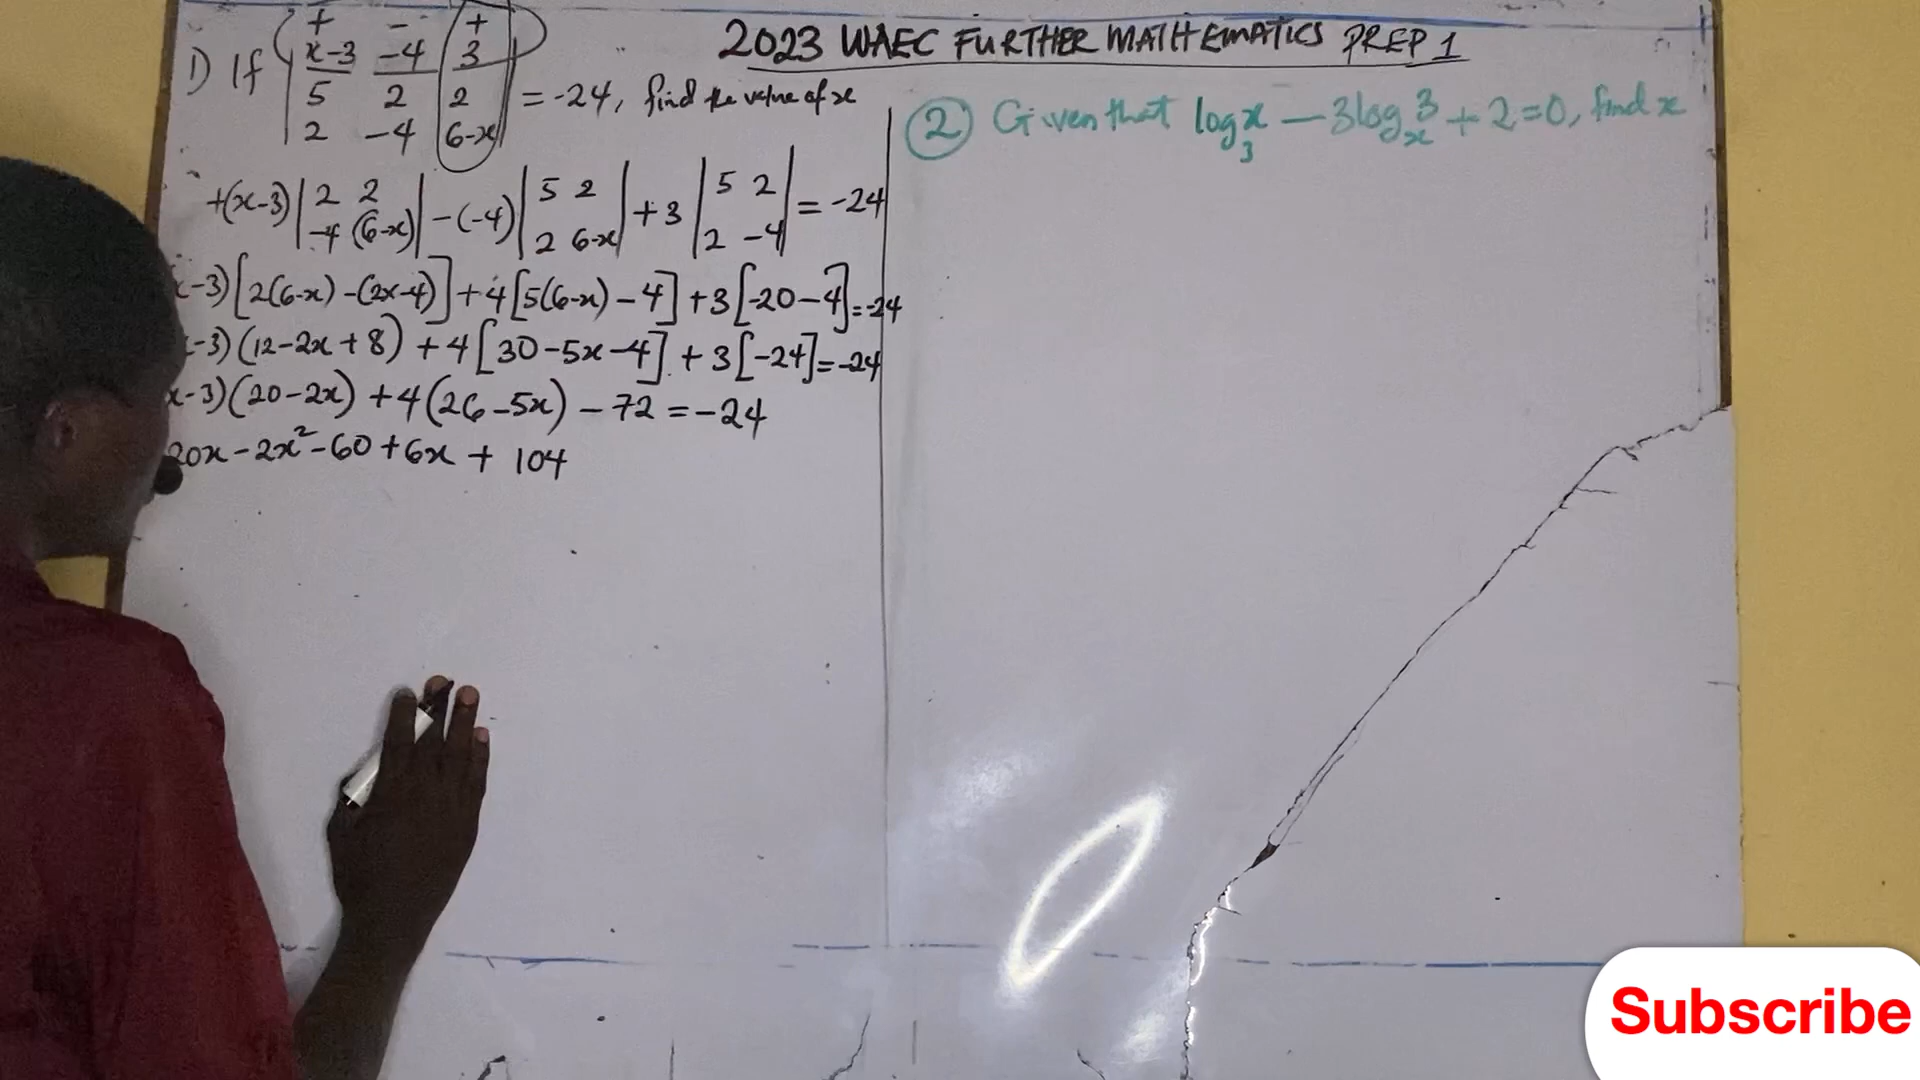 2023 WAEC FURTHER MATHEMATICS PREP 1
+ - +
1) If | x-3 -4 3 |
| 5 2 2 | = -24, find the value of x
| 2 -4 6-x |
+(x-3) | 2 2 | -(-4) | 5 2 | +3 | 5 2 | = -24
| -4 (6-x) | | 2 6-x | | 2 -4 |
x-3)[2(6-x) -(2x-4)] +4[5(6-x) - 4] +3[-20-4] = -24
-3)(12-2x+8) +4[30-5x-4] + 3[-24] = -24
x-3)(20-2x) +4(26-5x) - 72 = -24
20x - 2x² - 60 + 6x + 104
② Given that log₃x - 3logₓ3 + 2 = 0, find x
Subscribe